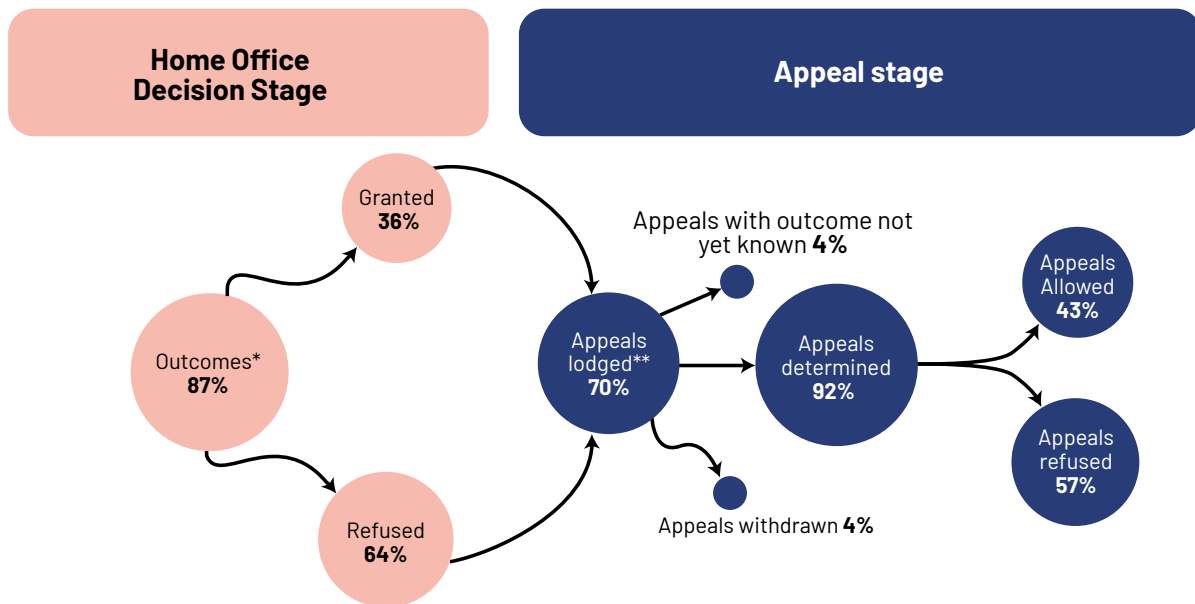 Home Office
Decision Stage
Appeal stage
Granted
36%
Appeals with outcome not
yet known 4%
Appeals
Allowed
43%
Outcomes*
87%
Appeals
lodged**
70%
Appeals
determined
92%
Appeals
refused
57%
Refused
64%
Appeals withdrawn 4%